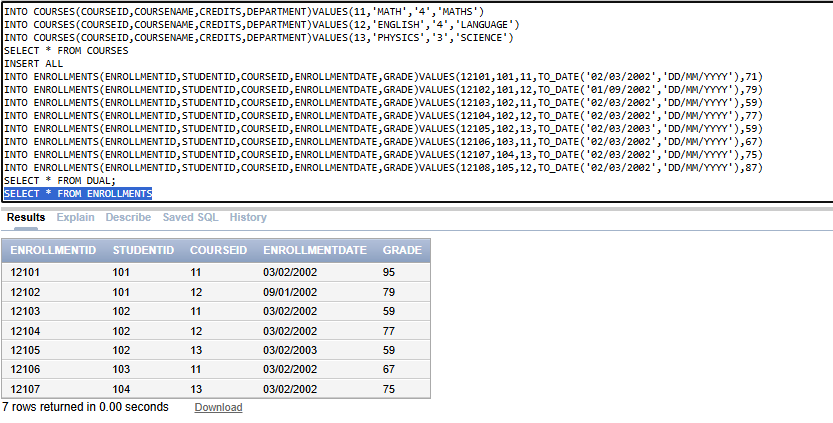 INTO COURSES(COURSEID,COURSENAME,CREDITS,DEPARTMENT)VALUES(11,'MATH','4','MATHS')
INTO COURSES(COURSEID,COURSENAME,CREDITS,DEPARTMENT)VALUES(12,'ENGLISH','4','LANGUAGE')
INTO COURSES(COURSEID,COURSENAME,CREDITS,DEPARTMENT)VALUES(13,'PHYSICS','3','SCIENCE')
SELECT * FROM COURSES
INSERT ALL
INTO ENROLLMENTS(ENROLLMENTID,STUDENTID,COURSEID,ENROLLMENTDATE,GRADE)VALUES(12101,101,11,TO_DATE('02/03/2002','DD/MM/YYYY'),71)
INTO ENROLLMENTS(ENROLLMENTID,STUDENTID,COURSEID,ENROLLMENTDATE,GRADE)VALUES(12102,101,12,TO_DATE('01/09/2002','DD/MM/YYYY'),79)
INTO ENROLLMENTS(ENROLLMENTID,STUDENTID,COURSEID,ENROLLMENTDATE,GRADE)VALUES(12103,102,11,TO_DATE('02/03/2002','DD/MM/YYYY'),59)
INTO ENROLLMENTS(ENROLLMENTID,STUDENTID,COURSEID,ENROLLMENTDATE,GRADE)VALUES(12104,102,12,TO_DATE('02/03/2002','DD/MM/YYYY'),77)
INTO ENROLLMENTS(ENROLLMENTID,STUDENTID,COURSEID,ENROLLMENTDATE,GRADE)VALUES(12105,102,13,TO_DATE('02/03/2003','DD/MM/YYYY'),59)
INTO ENROLLMENTS(ENROLLMENTID,STUDENTID,COURSEID,ENROLLMENTDATE,GRADE)VALUES(12106,103,11,TO_DATE('02/03/2002','DD/MM/YYYY'),67)
INTO ENROLLMENTS(ENROLLMENTID,STUDENTID,COURSEID,ENROLLMENTDATE,GRADE)VALUES(12107,104,13,TO_DATE('02/03/2002','DD/MM/YYYY'),75)
INTO ENROLLMENTS(ENROLLMENTID,STUDENTID,COURSEID,ENROLLMENTDATE,GRADE)VALUES(12108,105,12,TO_DATE('02/03/2002','DD/MM/YYYY'),87)
SELECT * FROM DUAL;
SELECT * FROM ENROLLMENTS
Results Explain Describe Saved SQL History
ENROLLMENTID STUDENTID COURSEID ENROLLMENTDATE GRADE
12101 101 11 03/02/2002 95
12102 101 12 09/01/2002 79
12103 102 11 03/02/2002 59
12104 102 12 03/02/2002 77
12105 102 13 03/02/2003 59
12106 103 11 03/02/2002 67
12107 104 13 03/02/2002 75
7 rows returned in 0.00 seconds Download